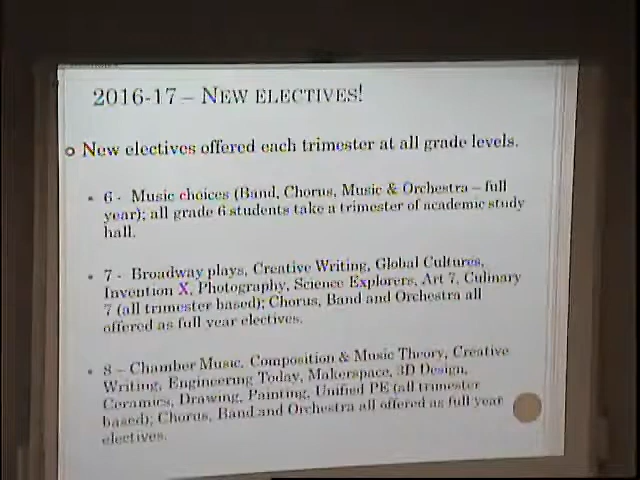 2016-17 – NEW ELECTIVES!
New electives offered each trimester at all grade levels.
6 - Music choices (Band, Chorus, Music & Orchestra – full
year); all grade 6 students take a trimester of academic study
hall.
7 - Broadway plays, Creative Writing, Global Cultures,
Invention X, Photography, Science Explorers, Art 7, Culinary
7 (all trimester based); Chorus, Band and Orchestra all
offered as full year electives.
8 – Chamber Music, Composition & Music Theory, Creative
Writing, Engineering Today, Makerspace, 3D Design,
Ceramics, Drawing, Painting, Unified PE (all trimester
based); Chorus, Band and Orchestra all offered as full year
electives.